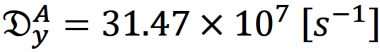 𝔇_y^A = 31.47 × 10^7 [s^{-1}]